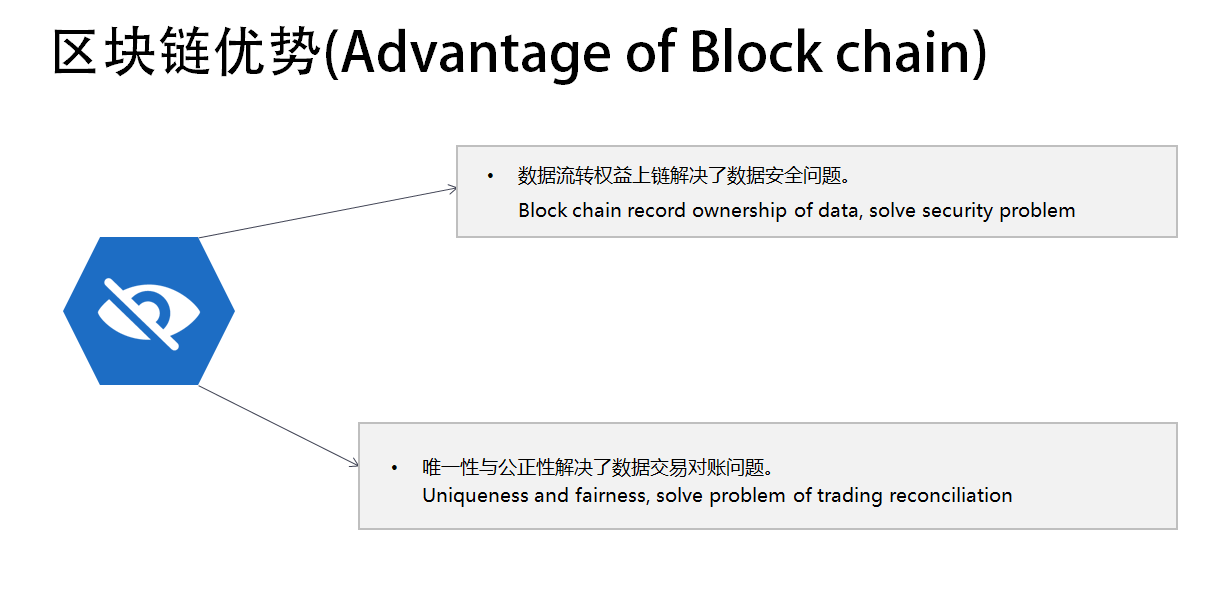 区块链优势(Advantage of Block chain)
• 数据流转权益上链解决了数据安全问题。
Block chain record ownership of data, solve security problem
• 唯一性与公正性解决了数据交易对账问题。
Uniqueness and fairness, solve problem of trading reconciliation